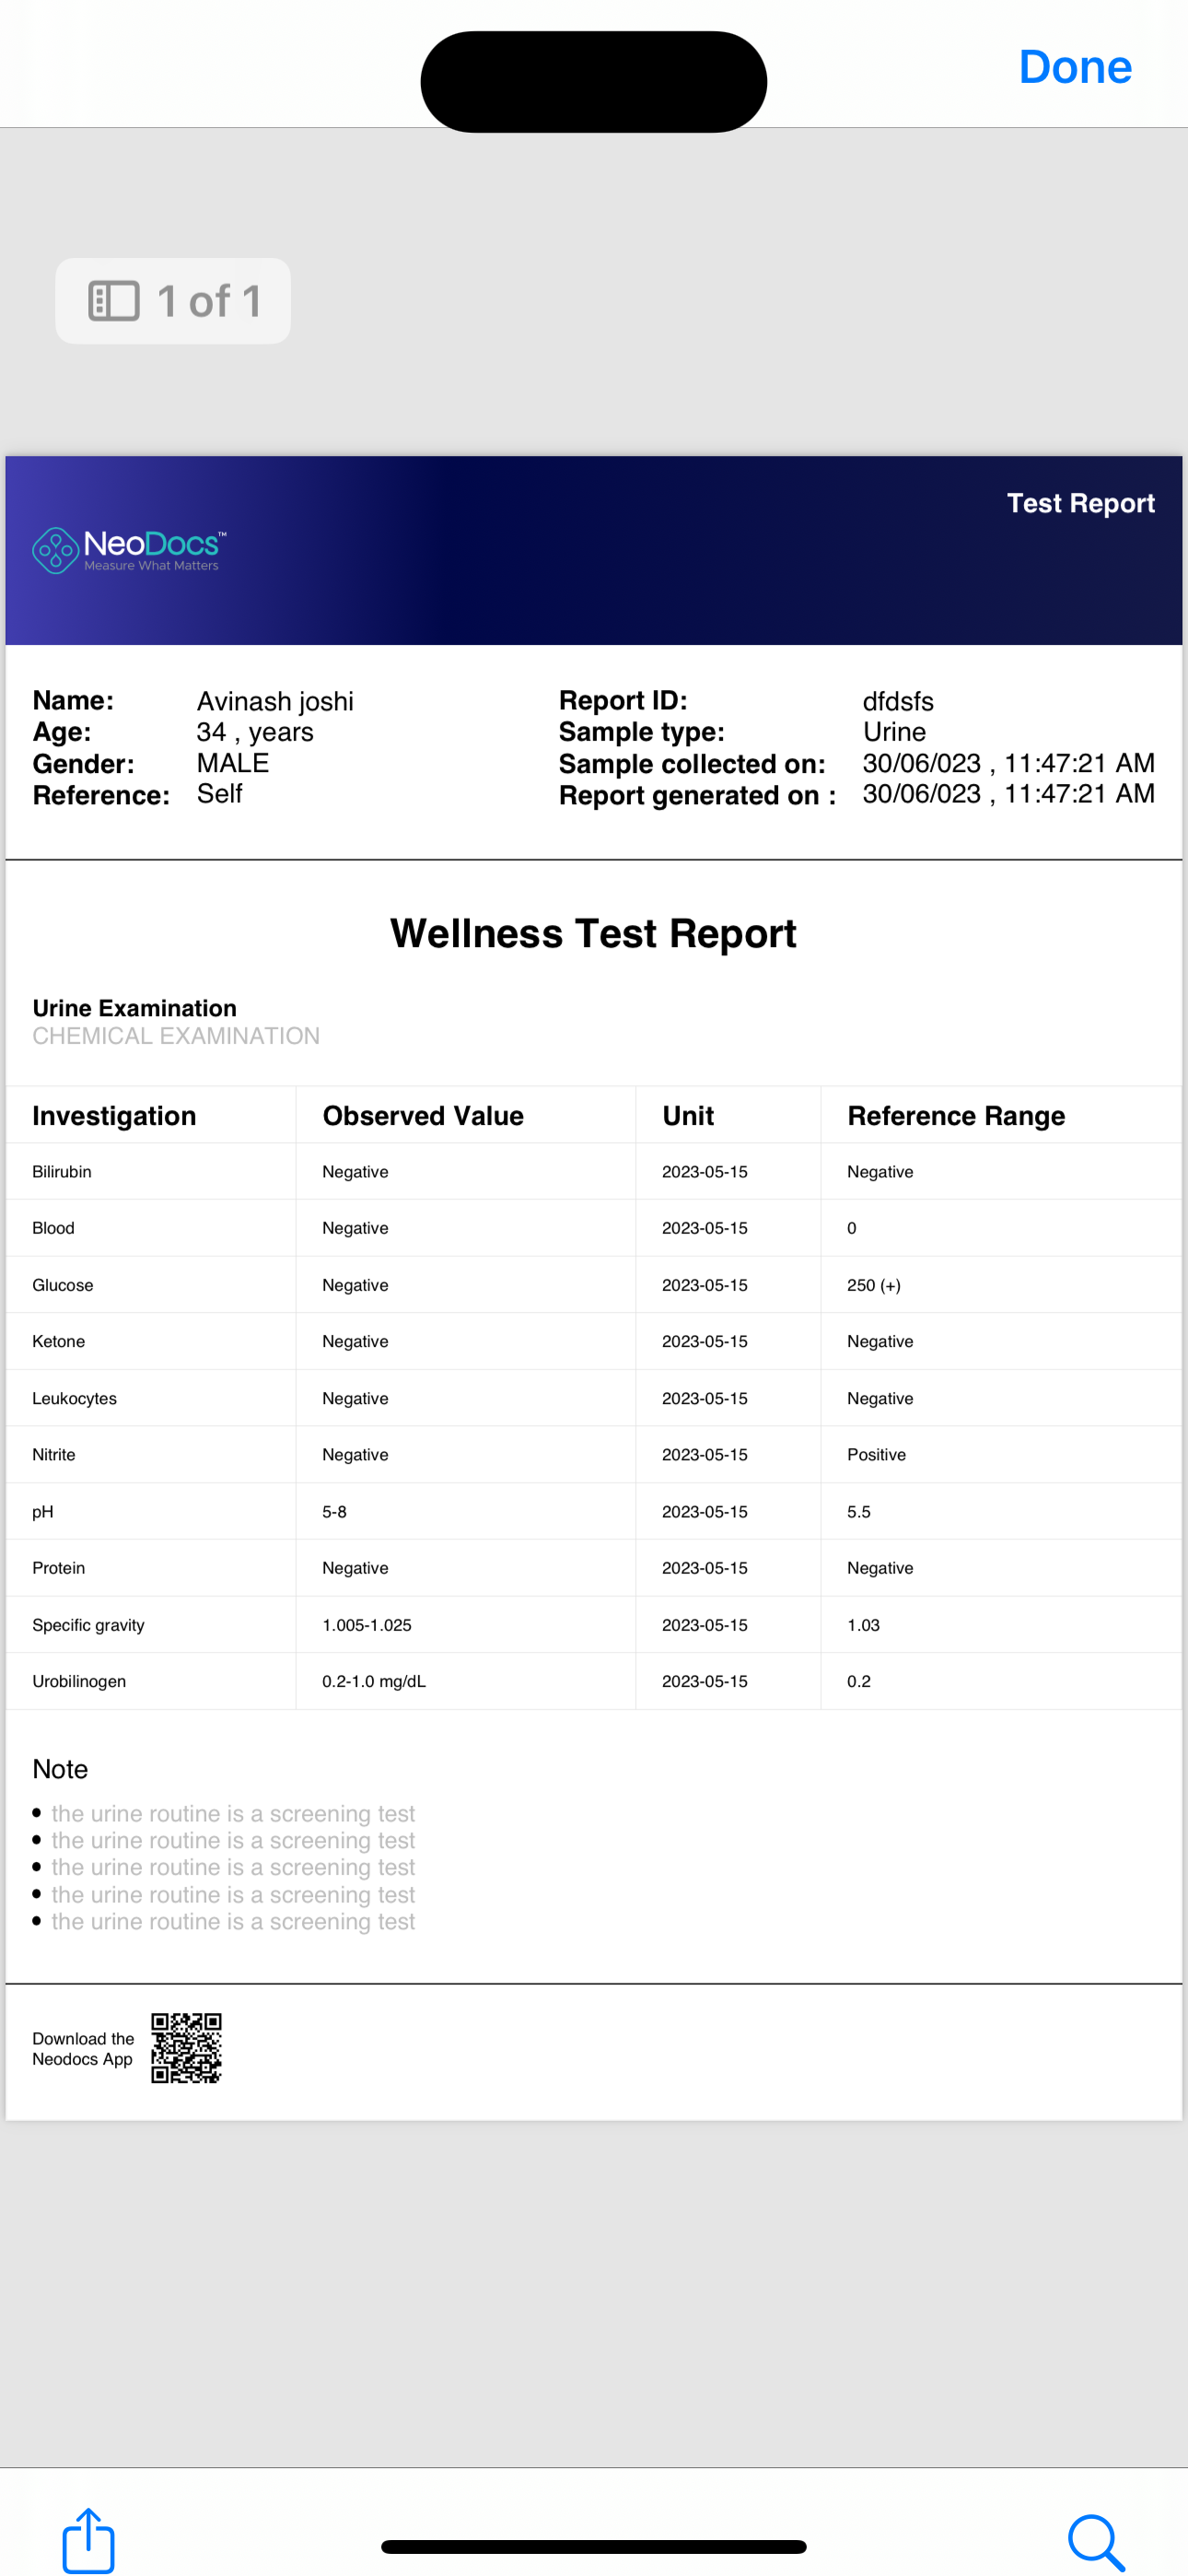 Done
1 of 1
Test Report
NeoDocs™
Measure What Matters
Name: Avinash joshi Report ID: dfdsfs
Age: 34 , years Sample type: Urine
Gender: MALE Sample collected on: 30/06/023 , 11:47:21 AM
Reference: Self Report generated on : 30/06/023 , 11:47:21 AM
Wellness Test Report
Urine Examination
CHEMICAL EXAMINATION
Investigation Observed Value Unit Reference Range
Bilirubin Negative 2023-05-15 Negative
Blood Negative 2023-05-15 0
Glucose Negative 2023-05-15 250 (+)
Ketone Negative 2023-05-15 Negative
Leukocytes Negative 2023-05-15 Negative
Nitrite Negative 2023-05-15 Positive
pH 5-8 2023-05-15 5.5
Protein Negative 2023-05-15 Negative
Specific gravity 1.005-1.025 2023-05-15 1.03
Urobilinogen 0.2-1.0 mg/dL 2023-05-15 0.2
Note
• the urine routine is a screening test
• the urine routine is a screening test
• the urine routine is a screening test
• the urine routine is a screening test
• the urine routine is a screening test
Download the
Neodocs App